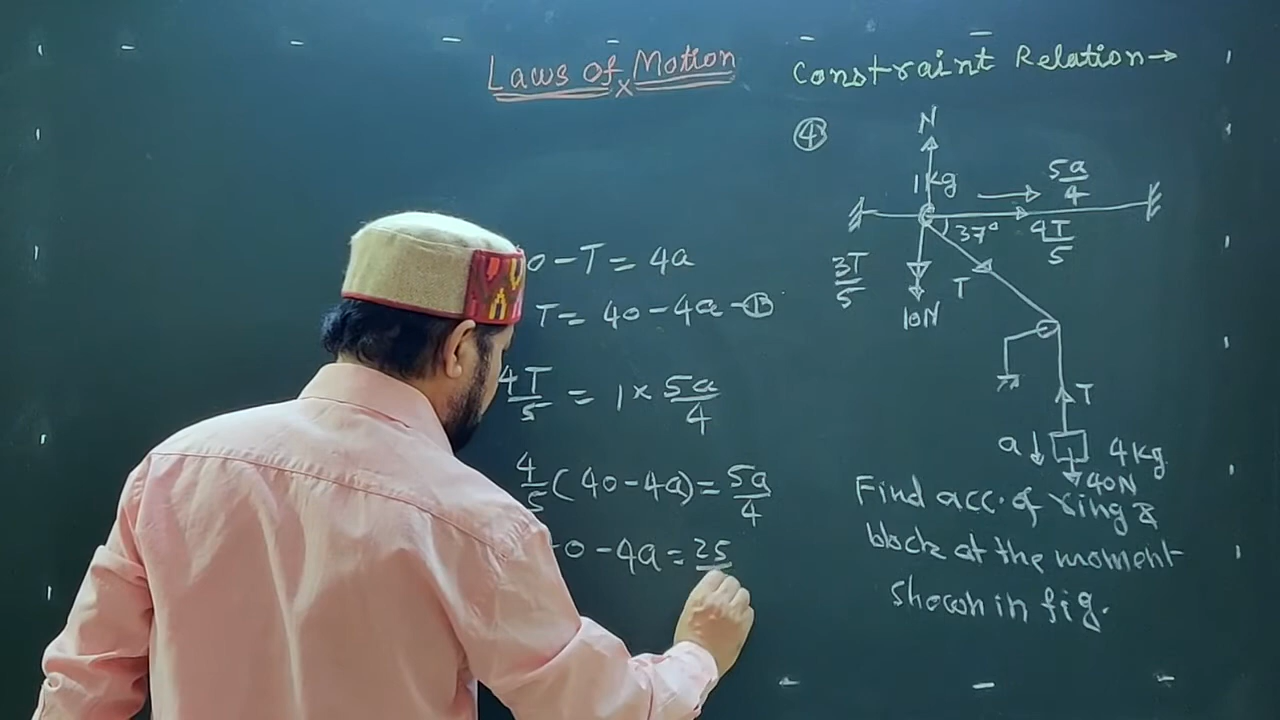 Laws of Motion
x
Constraint Relation→
4
N
1kg
5a/4
37°
4T/5
3T/5
T
10N
T
a
4kg
40N
Find acc. of ring &
block at the moment
shown in fig.
0-T = 4a
T = 40-4a-①
4T/5 = 1 × 5a/4
4/5(40-4a) = 5a/4
0-4a = 25